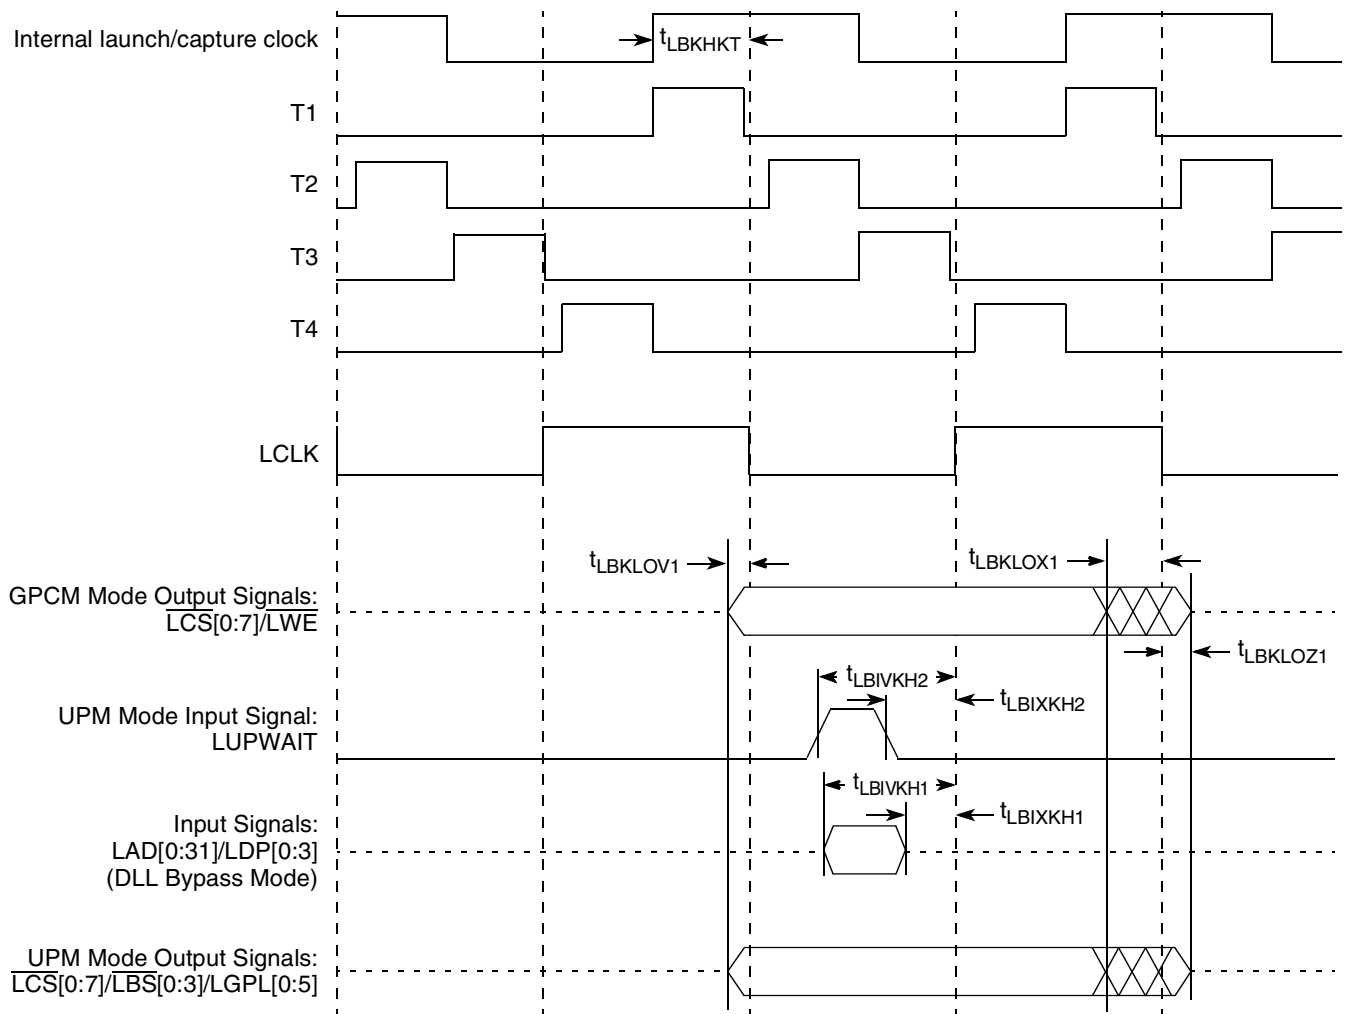 Internal launch/capture clock
tLBKHKT
T1
T2
T3
T4
LCLK
tLBKLOV1
tLBKLOX1
GPCM Mode Output Signals:
LCS[0:7]/LWE
tLBKLOZ1
tLBIVKH2
tLBIXKH2
UPM Mode Input Signal:
LUPWAIT
tLBIVKH1
tLBIXKH1
Input Signals:
LAD[0:31]/LDP[0:3]
(DLL Bypass Mode)
UPM Mode Output Signals:
LCS[0:7]/LBS[0:3]/LGPL[0:5]